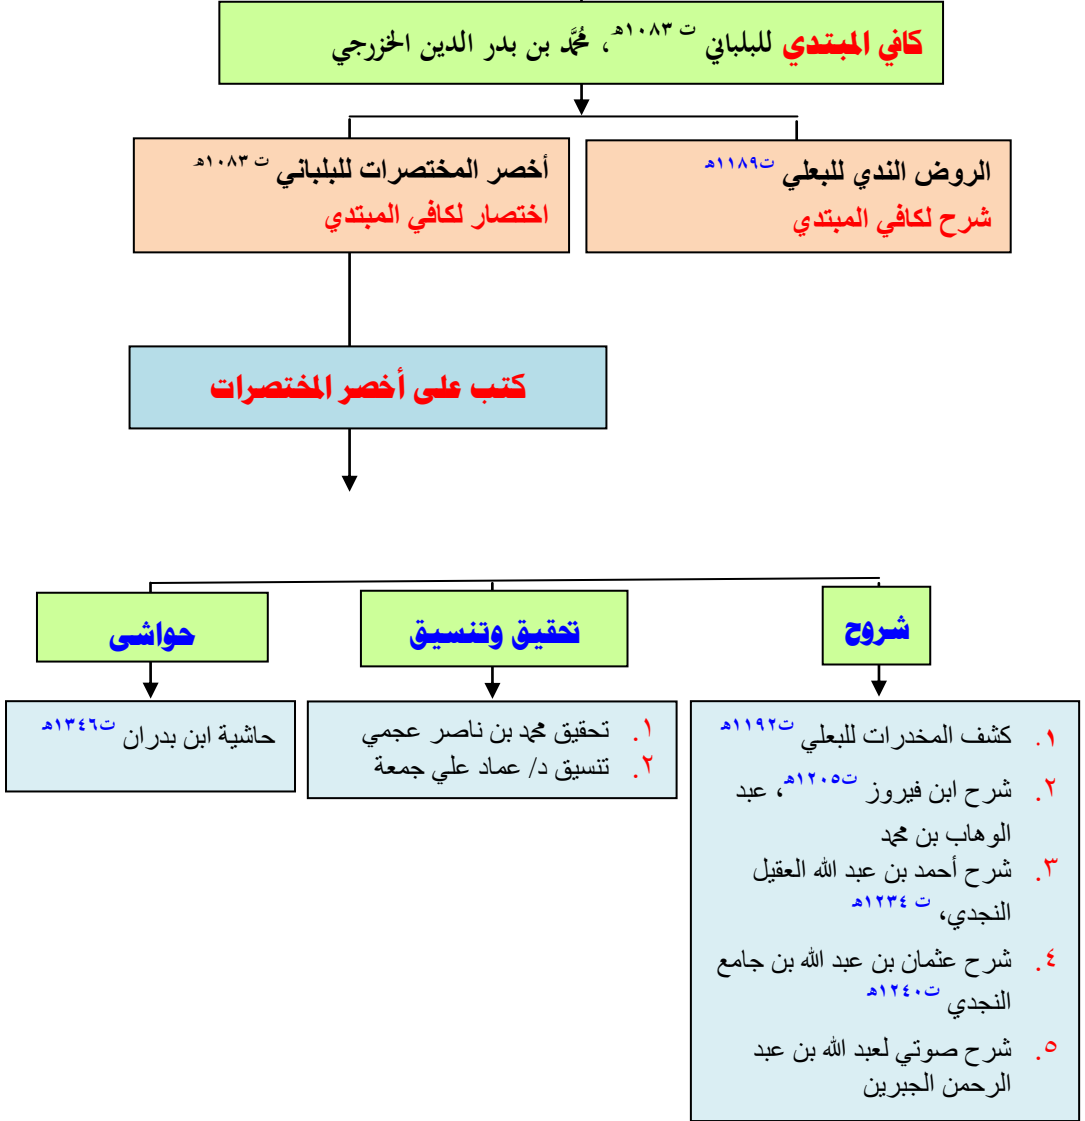 كافي المبتدي للبلباني ت ١٠٨٣هـ، مُحَمَّد بن بدر الدين الخزرجي
الروض الندي للبعلي ت١١٨٩هـ
شرح لكافي المبتدي
أخصر المختصرات للبلباني ت ١٠٨٣هـ
اختصار لكافي المبتدي
كتب على أخصر المختصرات
شروح
١. كشف المخدرات للبعلي ت١١٩٢هـ
٢. شرح ابن فيروز ت١٢٠٥هـ، عبد
الوهاب بن محمد
٣. شرح أحمد بن عبد الله العقيل
النجدي، ت ١٢٣٤هـ
٤. شرح عثمان بن عبد الله بن جامع
النجدي ت١٢٤٠هـ
٥. شرح صوتي لعبد الله بن عبد
الرحمن الجبرين
تحقيق وتنسيق
١. تحقيق محمد بن ناصر عجمي
٢. تنسيق د/ عماد علي جمعة
حواشى
حاشية ابن بدران ت١٣٤٦هـ